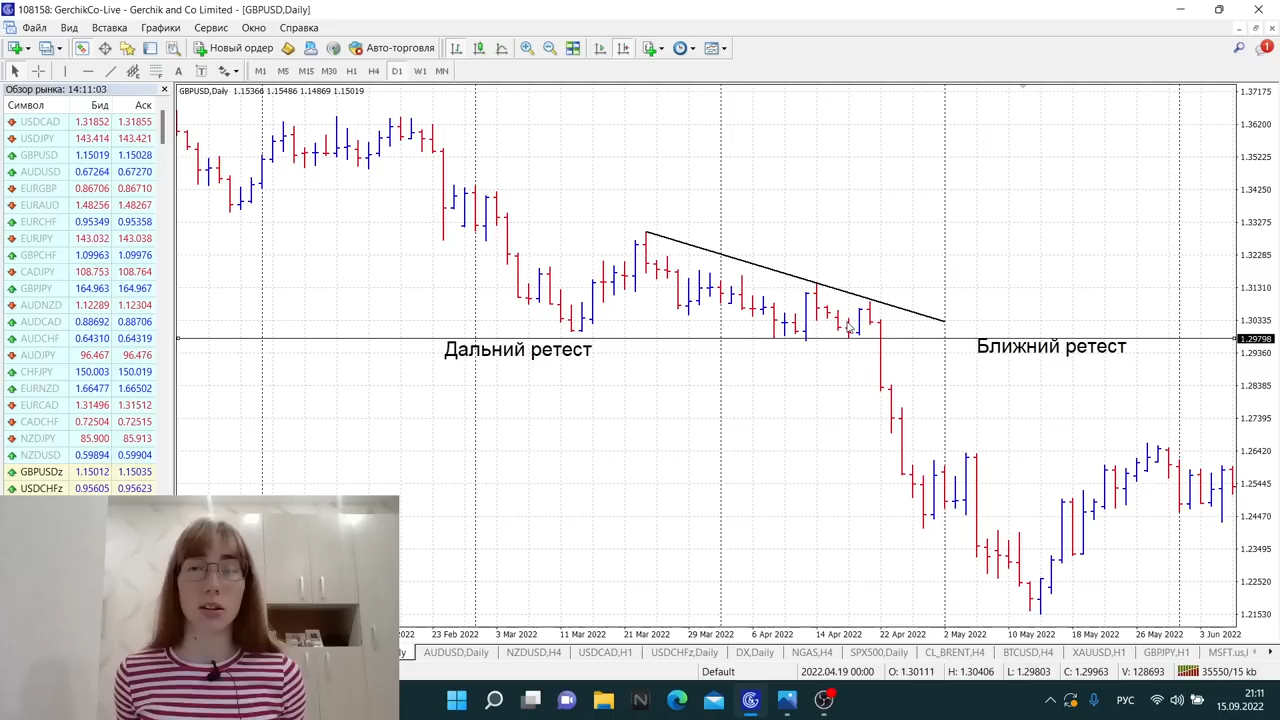 108158: GerchikCo-Live - Gerchik and Co Limited - [GBPUSD,Daily]
Файл Вид Вставка Графики Сервис Окно Справка
Новый ордер Авто-торговля 1
A T M1 M5 M15 M30 H1 H4 D1 W1 MN
Обзор рынка: 14:11:03
Символ Бид Аск
USDCAD 1.31852 1.31855
USDJPY 143.414 143.421
GBPUSD 1.15019 1.15028
AUDUSD 0.67264 0.67270
EURGBP 0.86706 0.86710
EURAUD 1.48256 1.48267
EURCHF 0.95349 0.95358
EURJPY 143.032 143.038
GBPCHF 1.09963 1.09976
CADJPY 108.753 108.764
GBPJPY 164.963 164.967
AUDNZD 1.12289 1.12304
AUDCAD 0.88692 0.88706
AUDCHF 0.64310 0.64319
AUDJPY 96.467 96.476
CHFJPY 150.003 150.019
EURNZD 1.66477 1.66502
EURCAD 1.31496 1.31512
CADCHF 0.72504 0.72515
NZDJPY 85.900 85.913
NZDUSD 0.59894 0.59904
GBPUSDz 1.15012 1.15035
USDCHFz 0.95605 0.95623
GBPUSD,Daily 1.15366 1.15486 1.14869 1.15019
Дальний ретест
Ближний ретест
1.37175
1.36200
1.35225
1.34250
1.33275
1.32285
1.31310
1.30335
1.29798
1.29360
1.28385
1.27395
1.26420
1.25445
1.24470
1.23495
1.22520
1.21530
2022 23 Feb 2022 3 Mar 2022 11 Mar 2022 21 Mar 2022 29 Mar 2022 6 Apr 2022 14 Apr 2022 22 Apr 2022 2 May 2022 10 May 2022 18 May 2022 26 May 2022 3 Jun 2022
AUDUSD,Daily NZDUSD,H4 USDCAD,H1 USDCHFz,Daily DX,Daily NGAS,H4 SPX500,Daily CL_BRENT,H4 BTCUSD,H4 XAUUSD,H1 GBPJPY,H1 MSFT.us,
Default 2022.04.19 00:00 O: 1.30111 H: 1.30406 L: 1.29803 C: 1.29963 V: 128693 35550/10 kb
РУС 21:11
15.09.2022